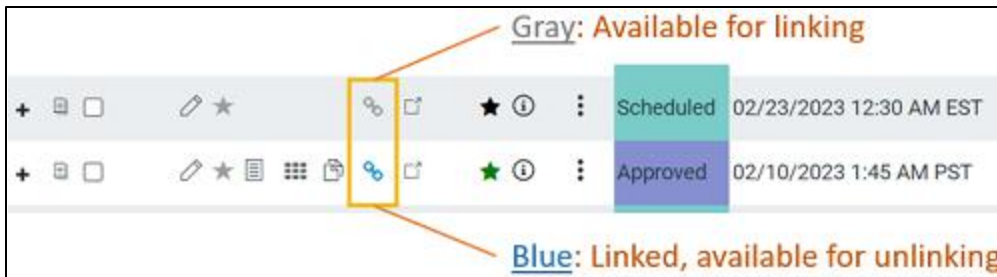 Gray: Available for linking
Scheduled 02/23/2023 12:30 AM EST
Approved 02/10/2023 1:45 AM PST
Blue: Linked, available for unlinking